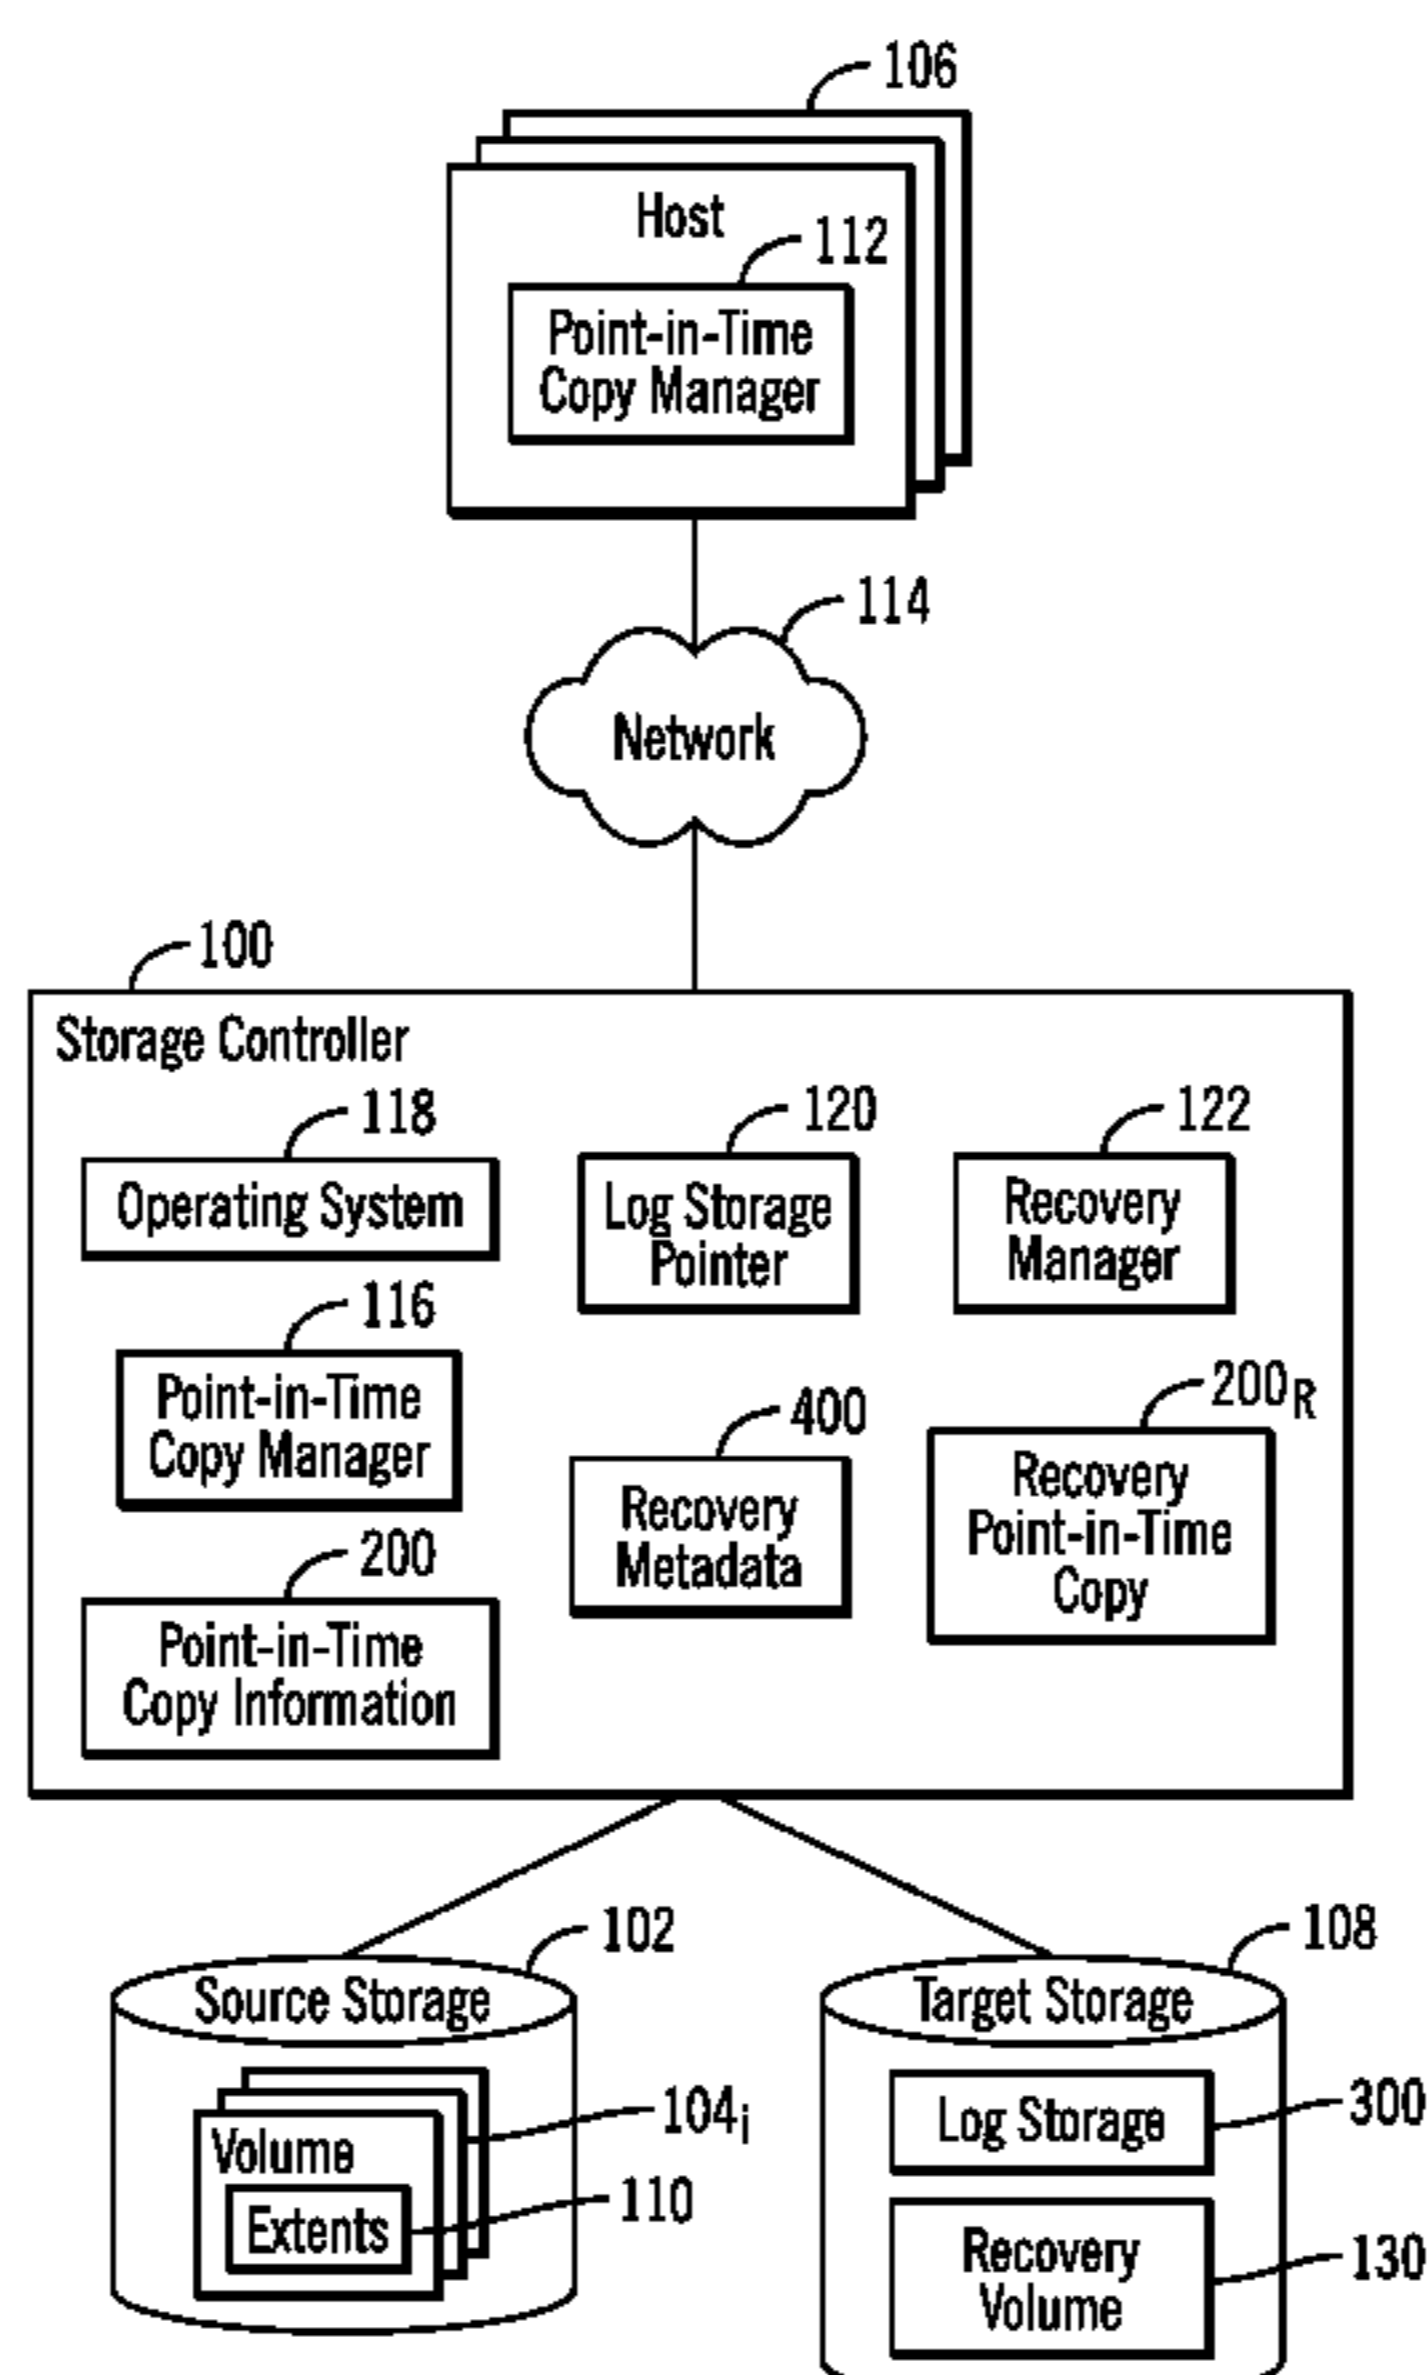 106
Host
112
Point-in-Time
Copy Manager
114
Network
100
Storage Controller
118
Operating System
120
Log Storage
Pointer
122
Recovery
Manager
116
Point-in-Time
Copy Manager
400
Recovery
Metadata
200R
Recovery
Point-in-Time
Copy
200
Point-in-Time
Copy Information
102
Source Storage
104i
Volume
110
Extents
108
Target Storage
300
Log Storage
130
Recovery
Volume